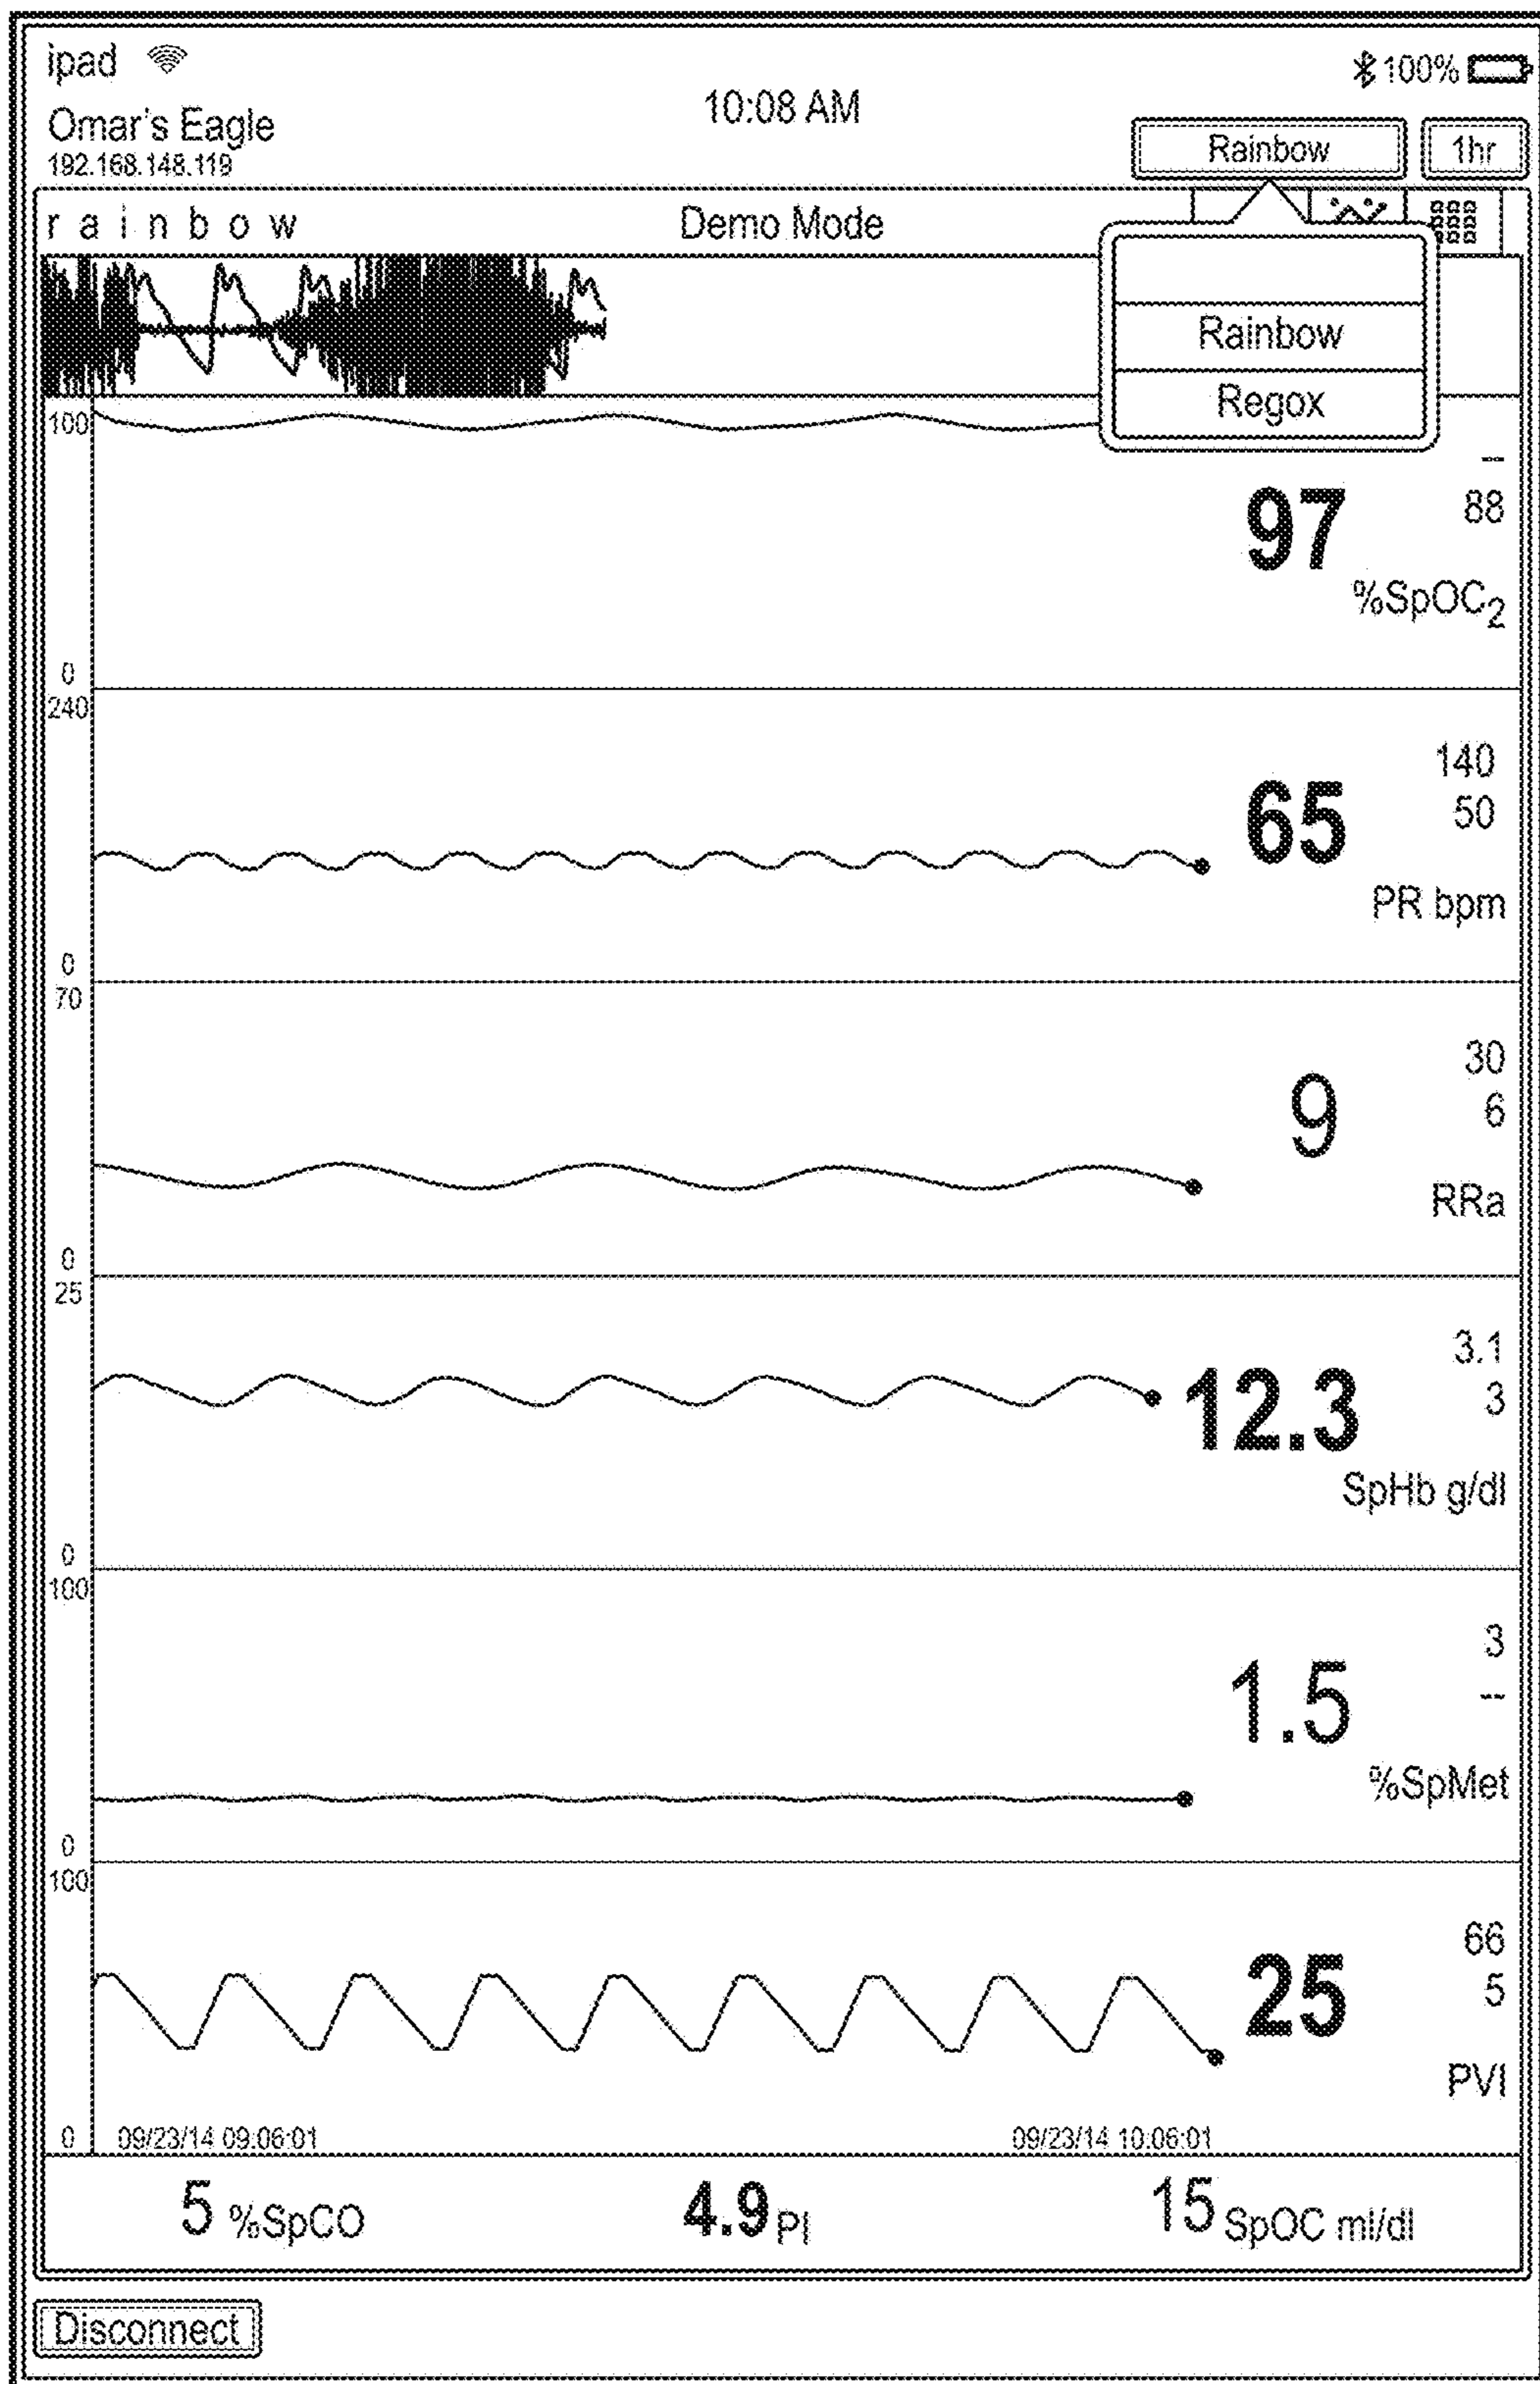 ipad
100%
10:08 AM
Omar's Eagle
192.168.148.119
Rainbow
1hr
rainbow
Demo Mode
Rainbow
Regox
100
--
97
88
%SpOC2
0
240
140
65
50
PR bpm
0
70
30
9
6
RRa
0
25
3.1
12.3
3
SpHb g/dl
0
100
3
1.5
--
%SpMet
0
100
66
25
5
PVI
0
09/23/14 09:06:01
09/23/14 10:06:01
5 %SpCO
4.9 PI
15 SpOC ml/dl
Disconnect